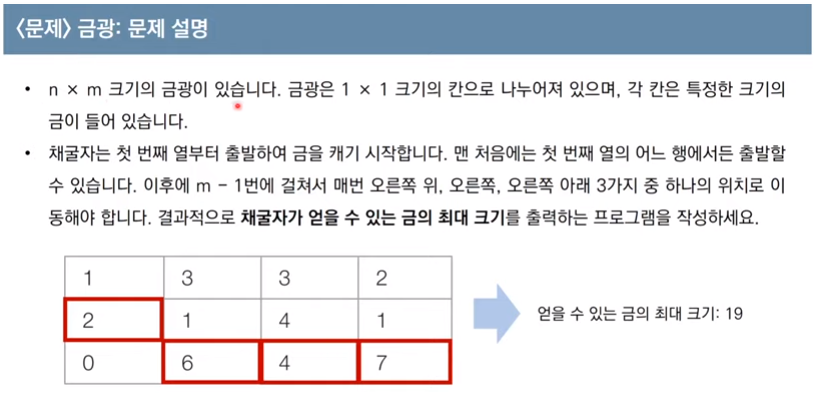 <문제> 금광: 문제 설명
• n × m 크기의 금광이 있습니다. 금광은 1 × 1 크기의 칸으로 나누어져 있으며, 각 칸은 특정한 크기의
금이 들어 있습니다.
• 채굴자는 첫 번째 열부터 출발하여 금을 캐기 시작합니다. 맨 처음에는 첫 번째 열의 어느 행에서든 출발할
수 있습니다. 이후에 m - 1번에 걸쳐서 매번 오른쪽 위, 오른쪽, 오른쪽 아래 3가지 중 하나의 위치로 이
동해야 합니다. 결과적으로 채굴자가 얻을 수 있는 금의 최대 크기를 출력하는 프로그램을 작성하세요.
1 3 3 2
2 1 4 1
0 6 4 7
얻을 수 있는 금의 최대 크기: 19